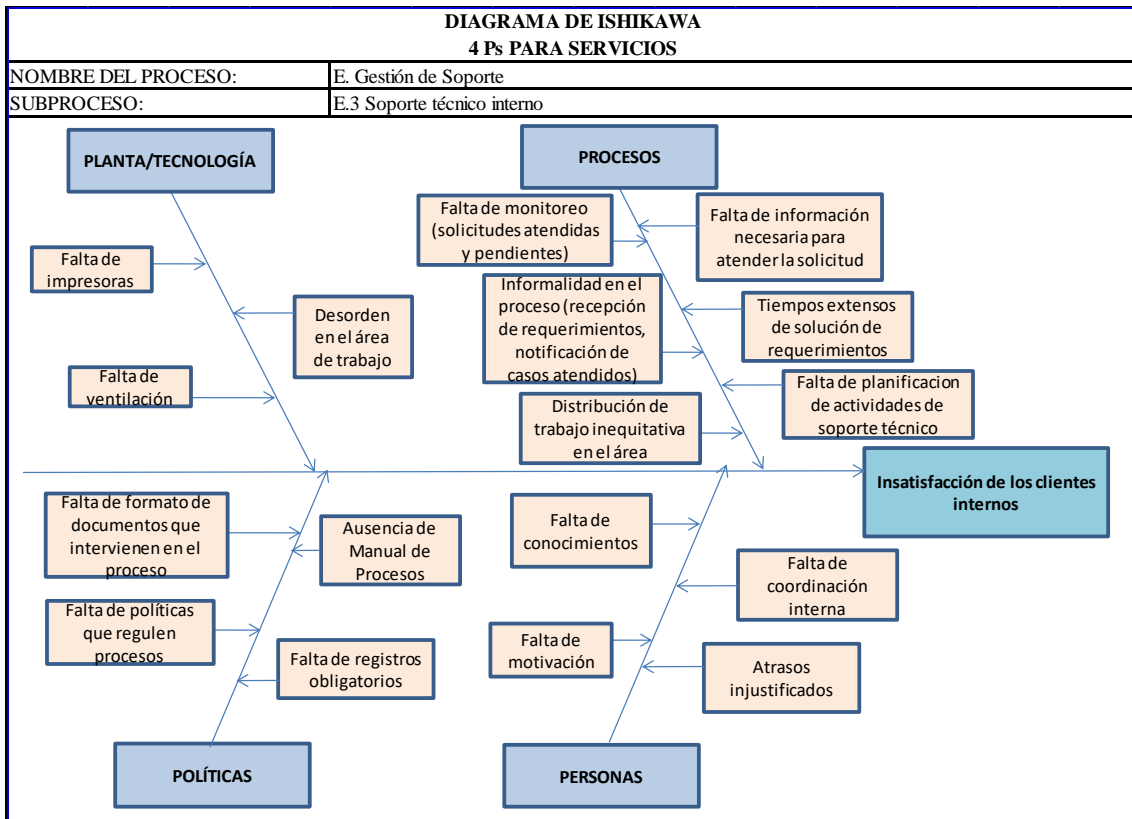 DIAGRAMA DE ISHIKAWA
4 Ps PARA SERVICIOS
NOMBRE DEL PROCESO:
E. Gestión de Soporte
SUBPROCESO:
E.3 Soporte técnico interno
PLANTA/TECNOLOGÍA
Falta de
impresoras
Desorden
en el área
de trabajo
Falta de
ventilación
PROCESOS
Falta de monitoreo
(solicitudes atendidas
y pendientes)
Falta de información
necesaria para
atender la solicitud
Informalidad en el
proceso (recepción
de requerimientos,
notificación de
casos atendidos)
Tiempos extensos
de solución de
requerimientos
Distribución de
trabajo inequitativa
en el área
Falta de planificacion
de actividades de
soporte técnico
Insatisfacción de los clientes
internos
Falta de formato de
documentos que
intervienen en el
proceso
Ausencia de
Manual de
Procesos
Falta de políticas
que regulen
procesos
Falta de registros
obligatorios
POLÍTICAS
Falta de
conocimientos
Falta de
coordinación
interna
Falta de
motivación
Atrasos
injustificados
PERSONAS